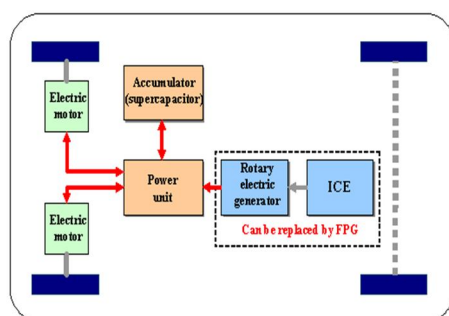 Electric
motor
Accumulator
(supercapacitor)
Power
unit
Rotary
electric
generator
ICE
Electric
motor
Can be replaced by FPG